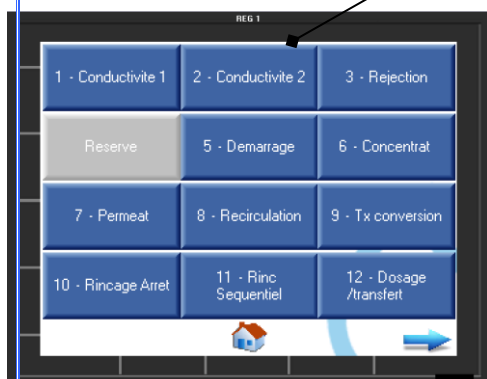 REG 1
1 - Conductivite 1
2 - Conductivite 2
3 - Rejection
Reserve
5 - Demarrage
6 - Concentrat
7 - Permeat
8 - Recirculation
9 - Tx conversion
10 - Rincage Arret
11 - Rinc
Sequentiel
12 - Dosage
/transfert